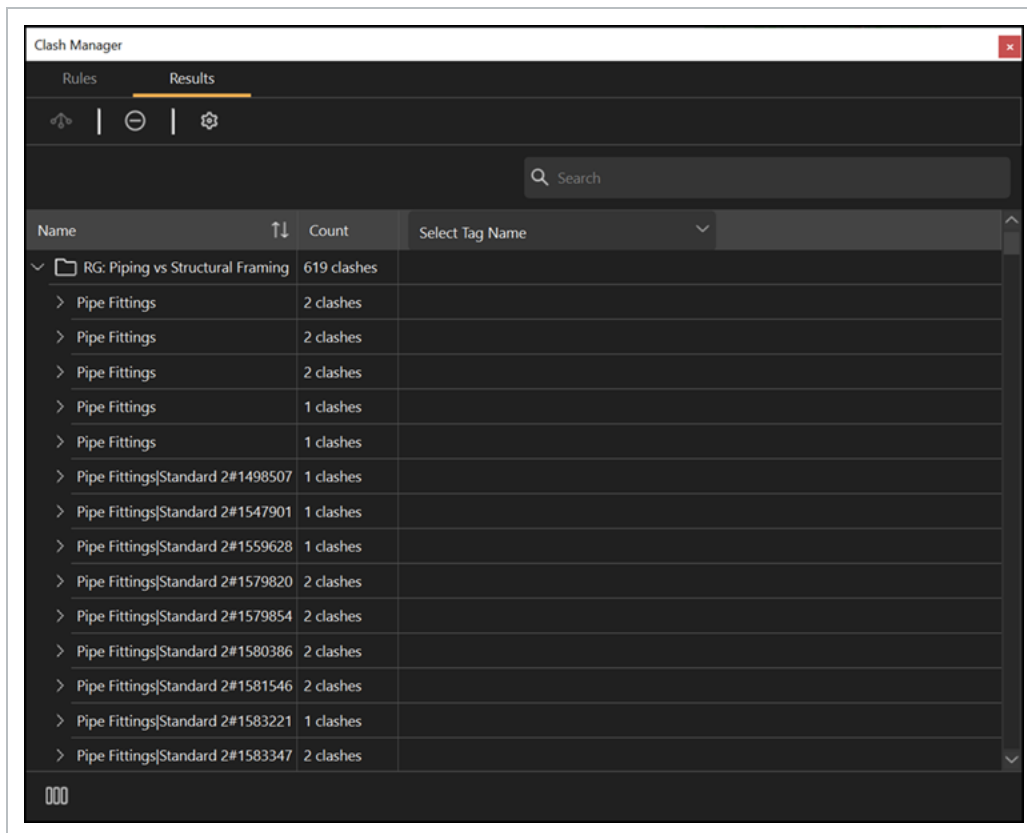 Clash Manager
Rules Results
Search
Name Count Select Tag Name
RG: Piping vs Structural Framing 619 clashes
Pipe Fittings 2 clashes
Pipe Fittings 2 clashes
Pipe Fittings 2 clashes
Pipe Fittings 1 clashes
Pipe Fittings 1 clashes
Pipe Fittings|Standard 2#1498507 1 clashes
Pipe Fittings|Standard 2#1547901 1 clashes
Pipe Fittings|Standard 2#1559628 1 clashes
Pipe Fittings|Standard 2#1579820 2 clashes
Pipe Fittings|Standard 2#1579854 2 clashes
Pipe Fittings|Standard 2#1580386 2 clashes
Pipe Fittings|Standard 2#1581546 2 clashes
Pipe Fittings|Standard 2#1583221 1 clashes
Pipe Fittings|Standard 2#1583347 2 clashes